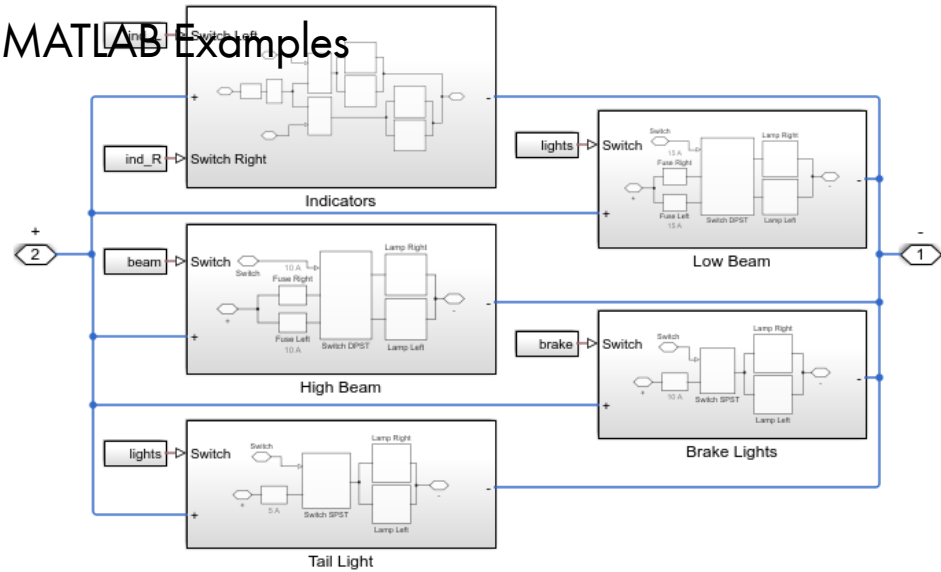 MATLAB Examples
Switch Left
+
-
ind_R
Switch Right
Indicators
lights
Switch
Switch
15 A
Fuse Right
Lamp Right
+
-
Fuse Left
15 A
Switch DPST
Lamp Left
+
-
Low Beam
+
2
-
1
beam
Switch
Switch
10 A
Fuse Right
Lamp Right
+
-
Fuse Left
10 A
Switch DPST
Lamp Left
+
-
High Beam
brake
Switch
Switch
Lamp Right
+
10 A
Switch SPST
-
Lamp Left
+
-
Brake Lights
lights
Switch
Switch
Lamp Right
+
5 A
Switch SPST
-
Lamp Left
+
-
Tail Light